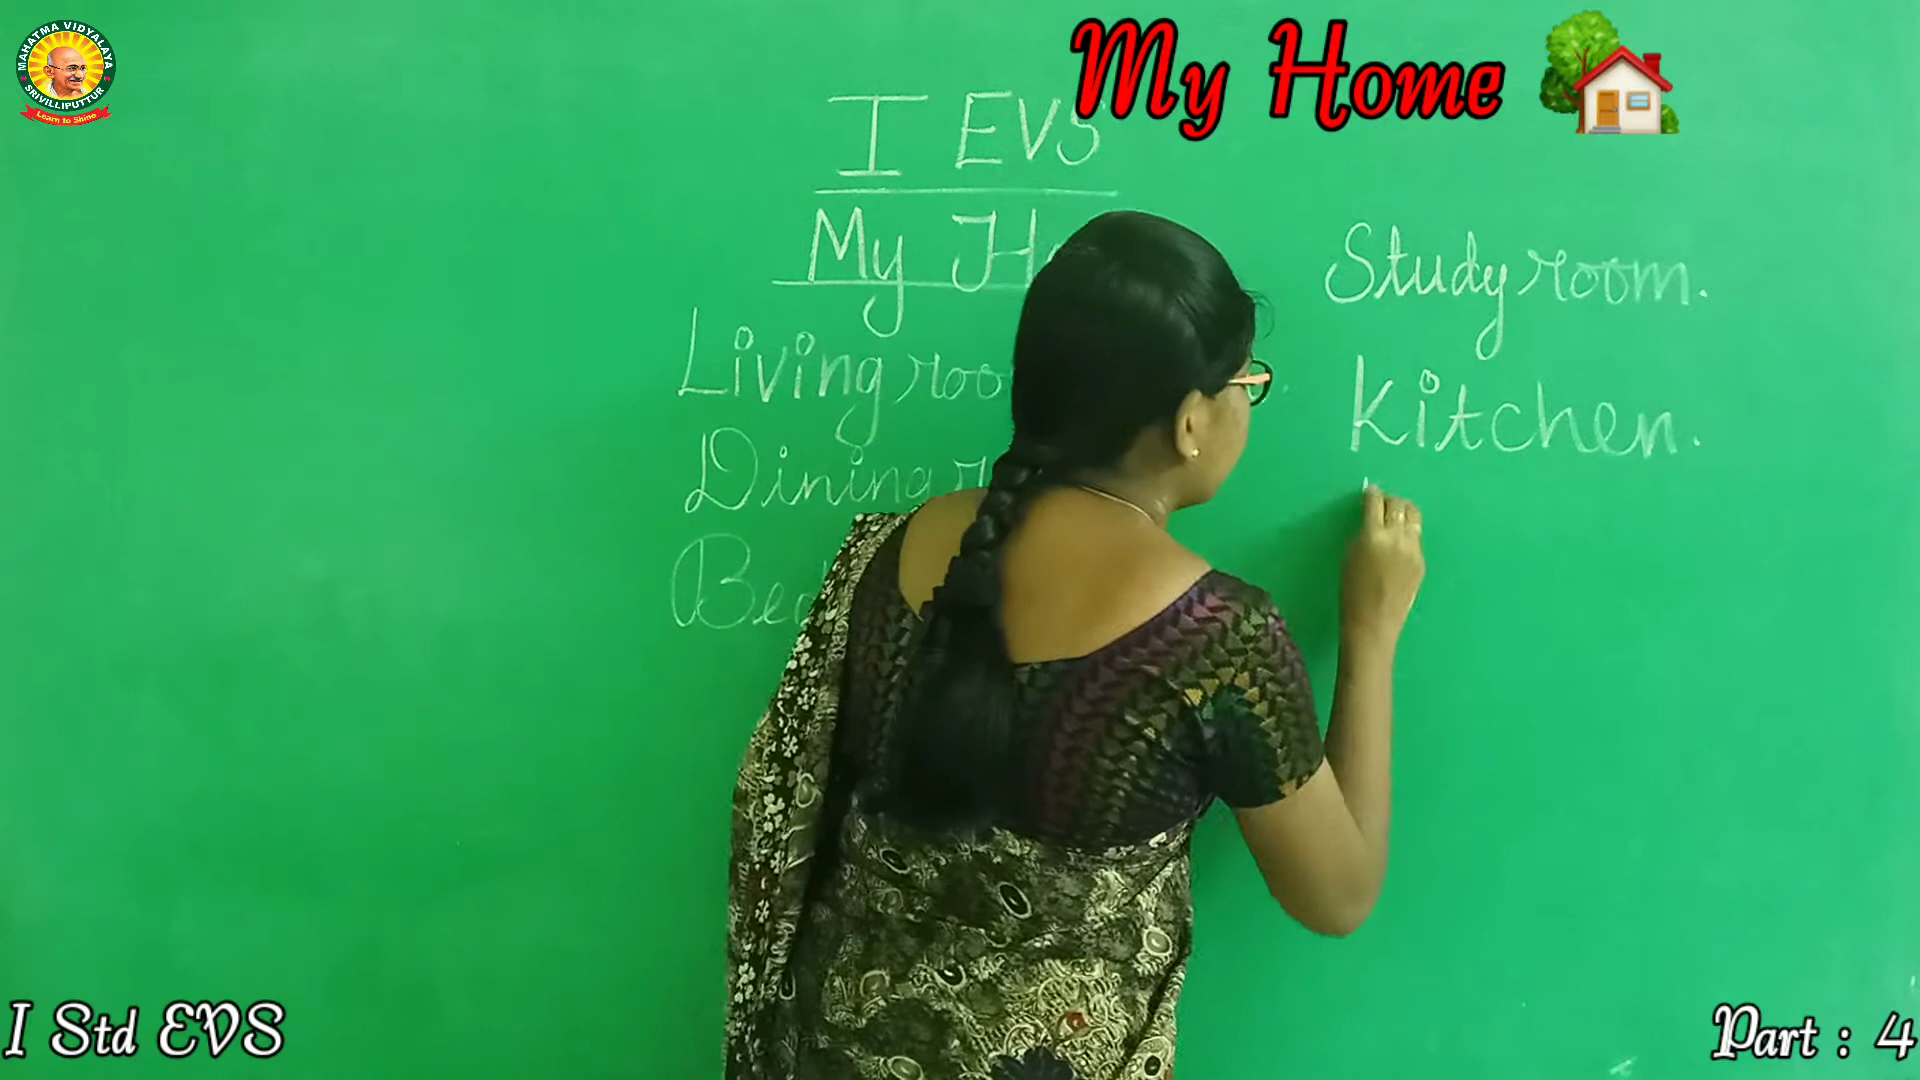 MAHATMA VIDYALAYA
SRIVILLIPUTTUR
Learn to Shine
My Home
I EVS
My H
Living roo
Dining r
Bed
Study room.
Kitchen.
I Std EVS
Part : 4